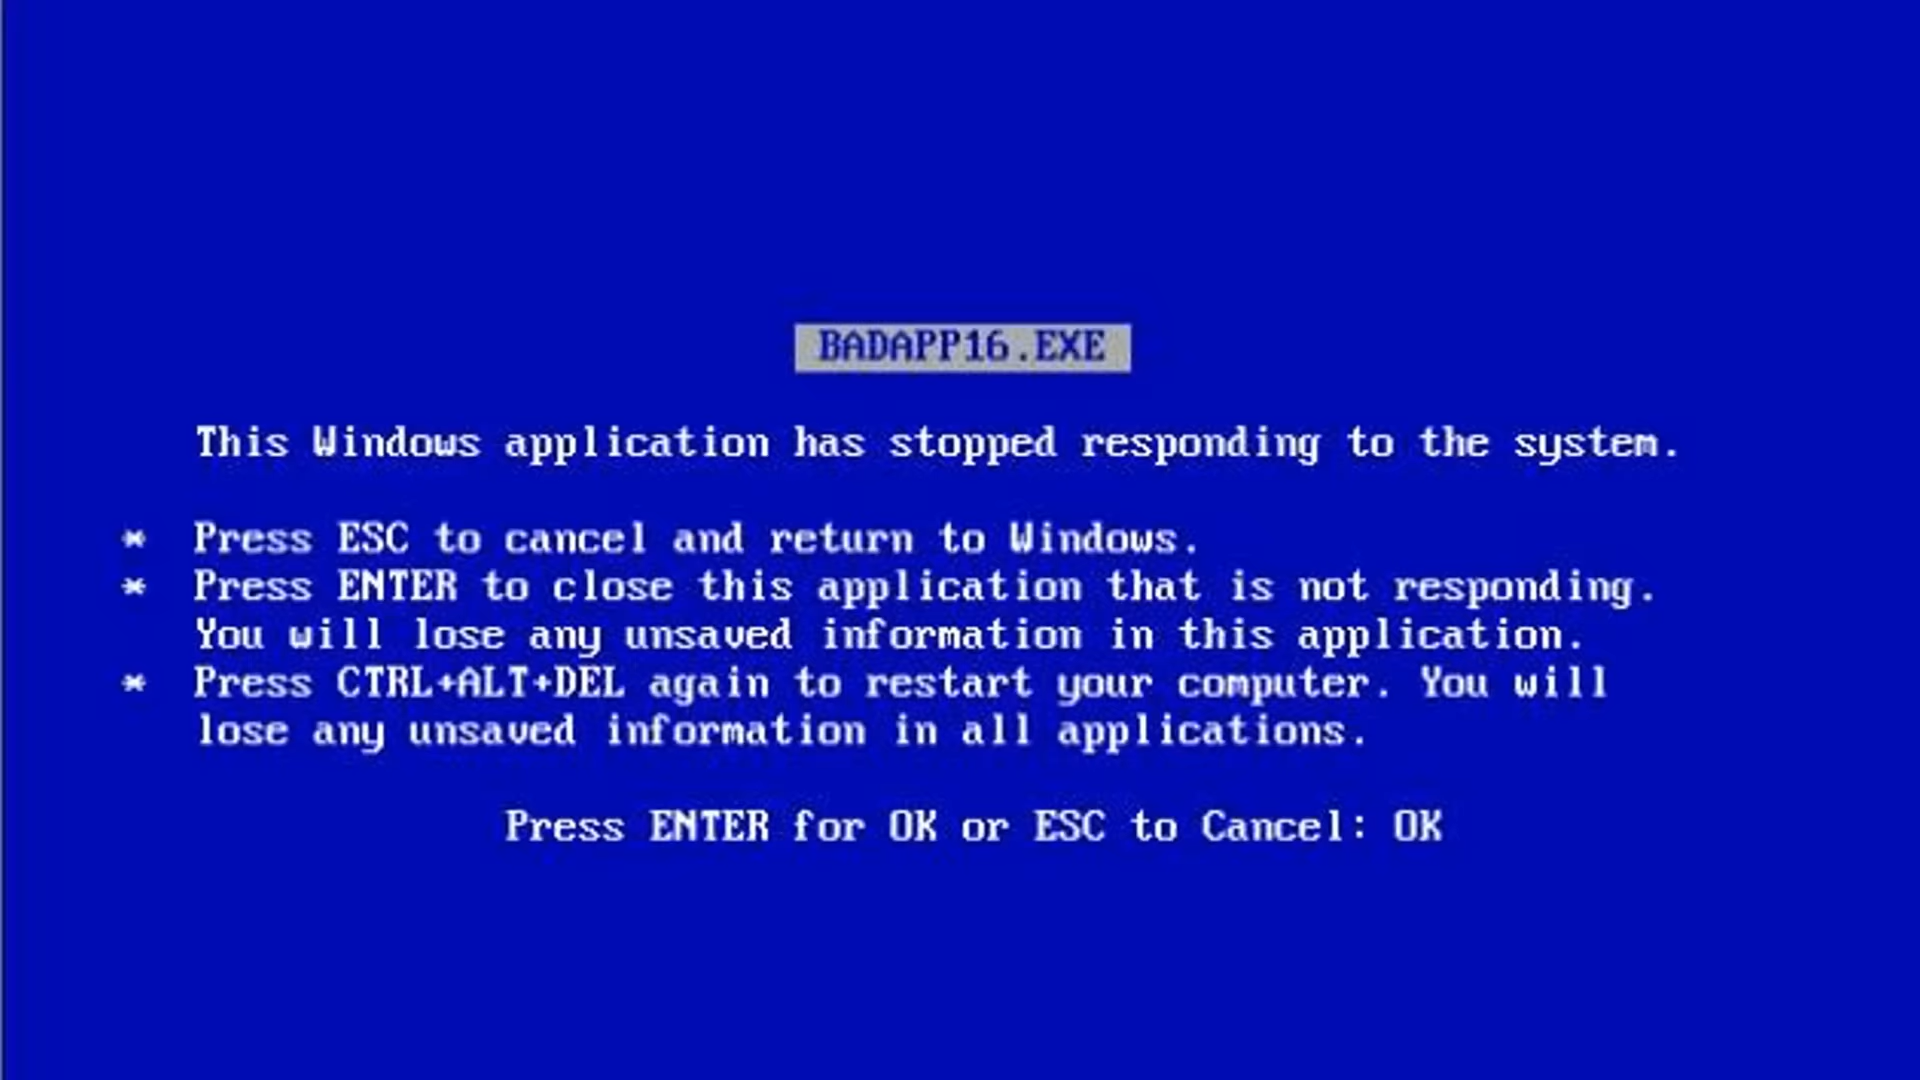 BADAPP16.EXE
This Windows application has stopped responding to the system.
* Press ESC to cancel and return to Windows.
* Press ENTER to close this application that is not responding.
You will lose any unsaved information in this application.
* Press CTRL+ALT+DEL again to restart your computer. You will
lose any unsaved information in all applications.
Press ENTER for OK or ESC to Cancel: OK